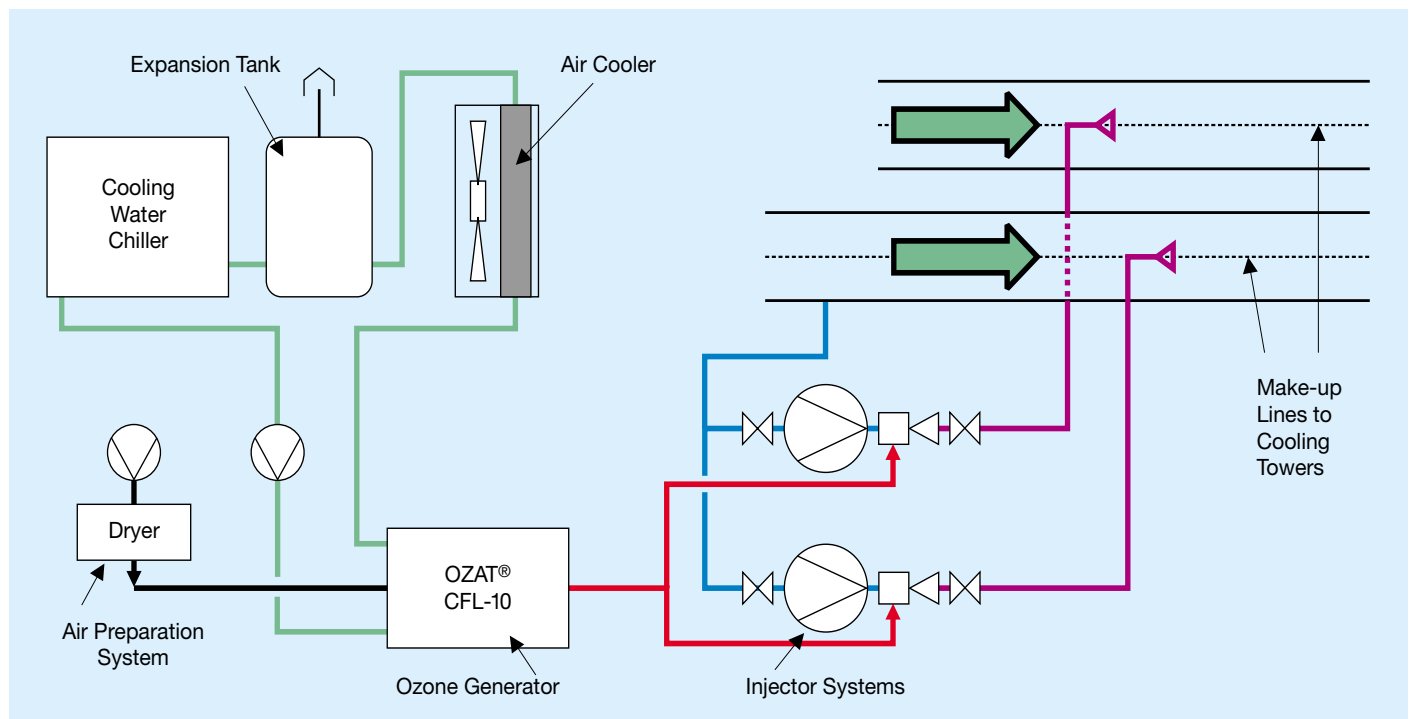 Expansion Tank
Air Cooler
Cooling
Water
Chiller
Make-up
Lines to
Cooling
Towers
Dryer
OZAT®
CFL-10
Air Preparation
System
Ozone Generator
Injector Systems